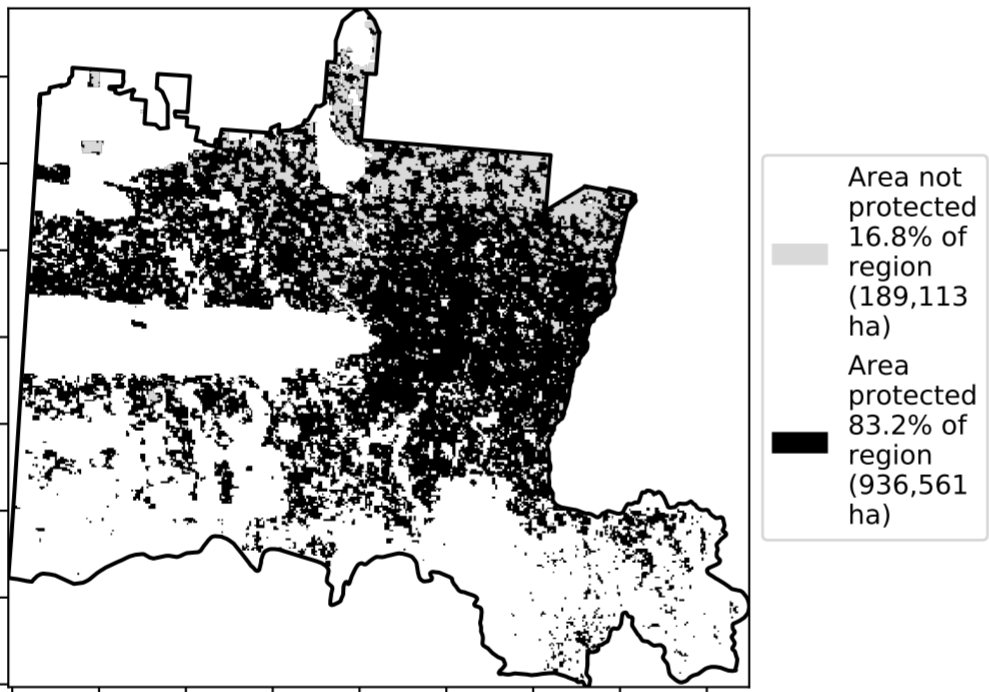 Area not
protected
16.8% of
region
(189,113
ha)
Area
protected
83.2% of
region
(936,561
ha)